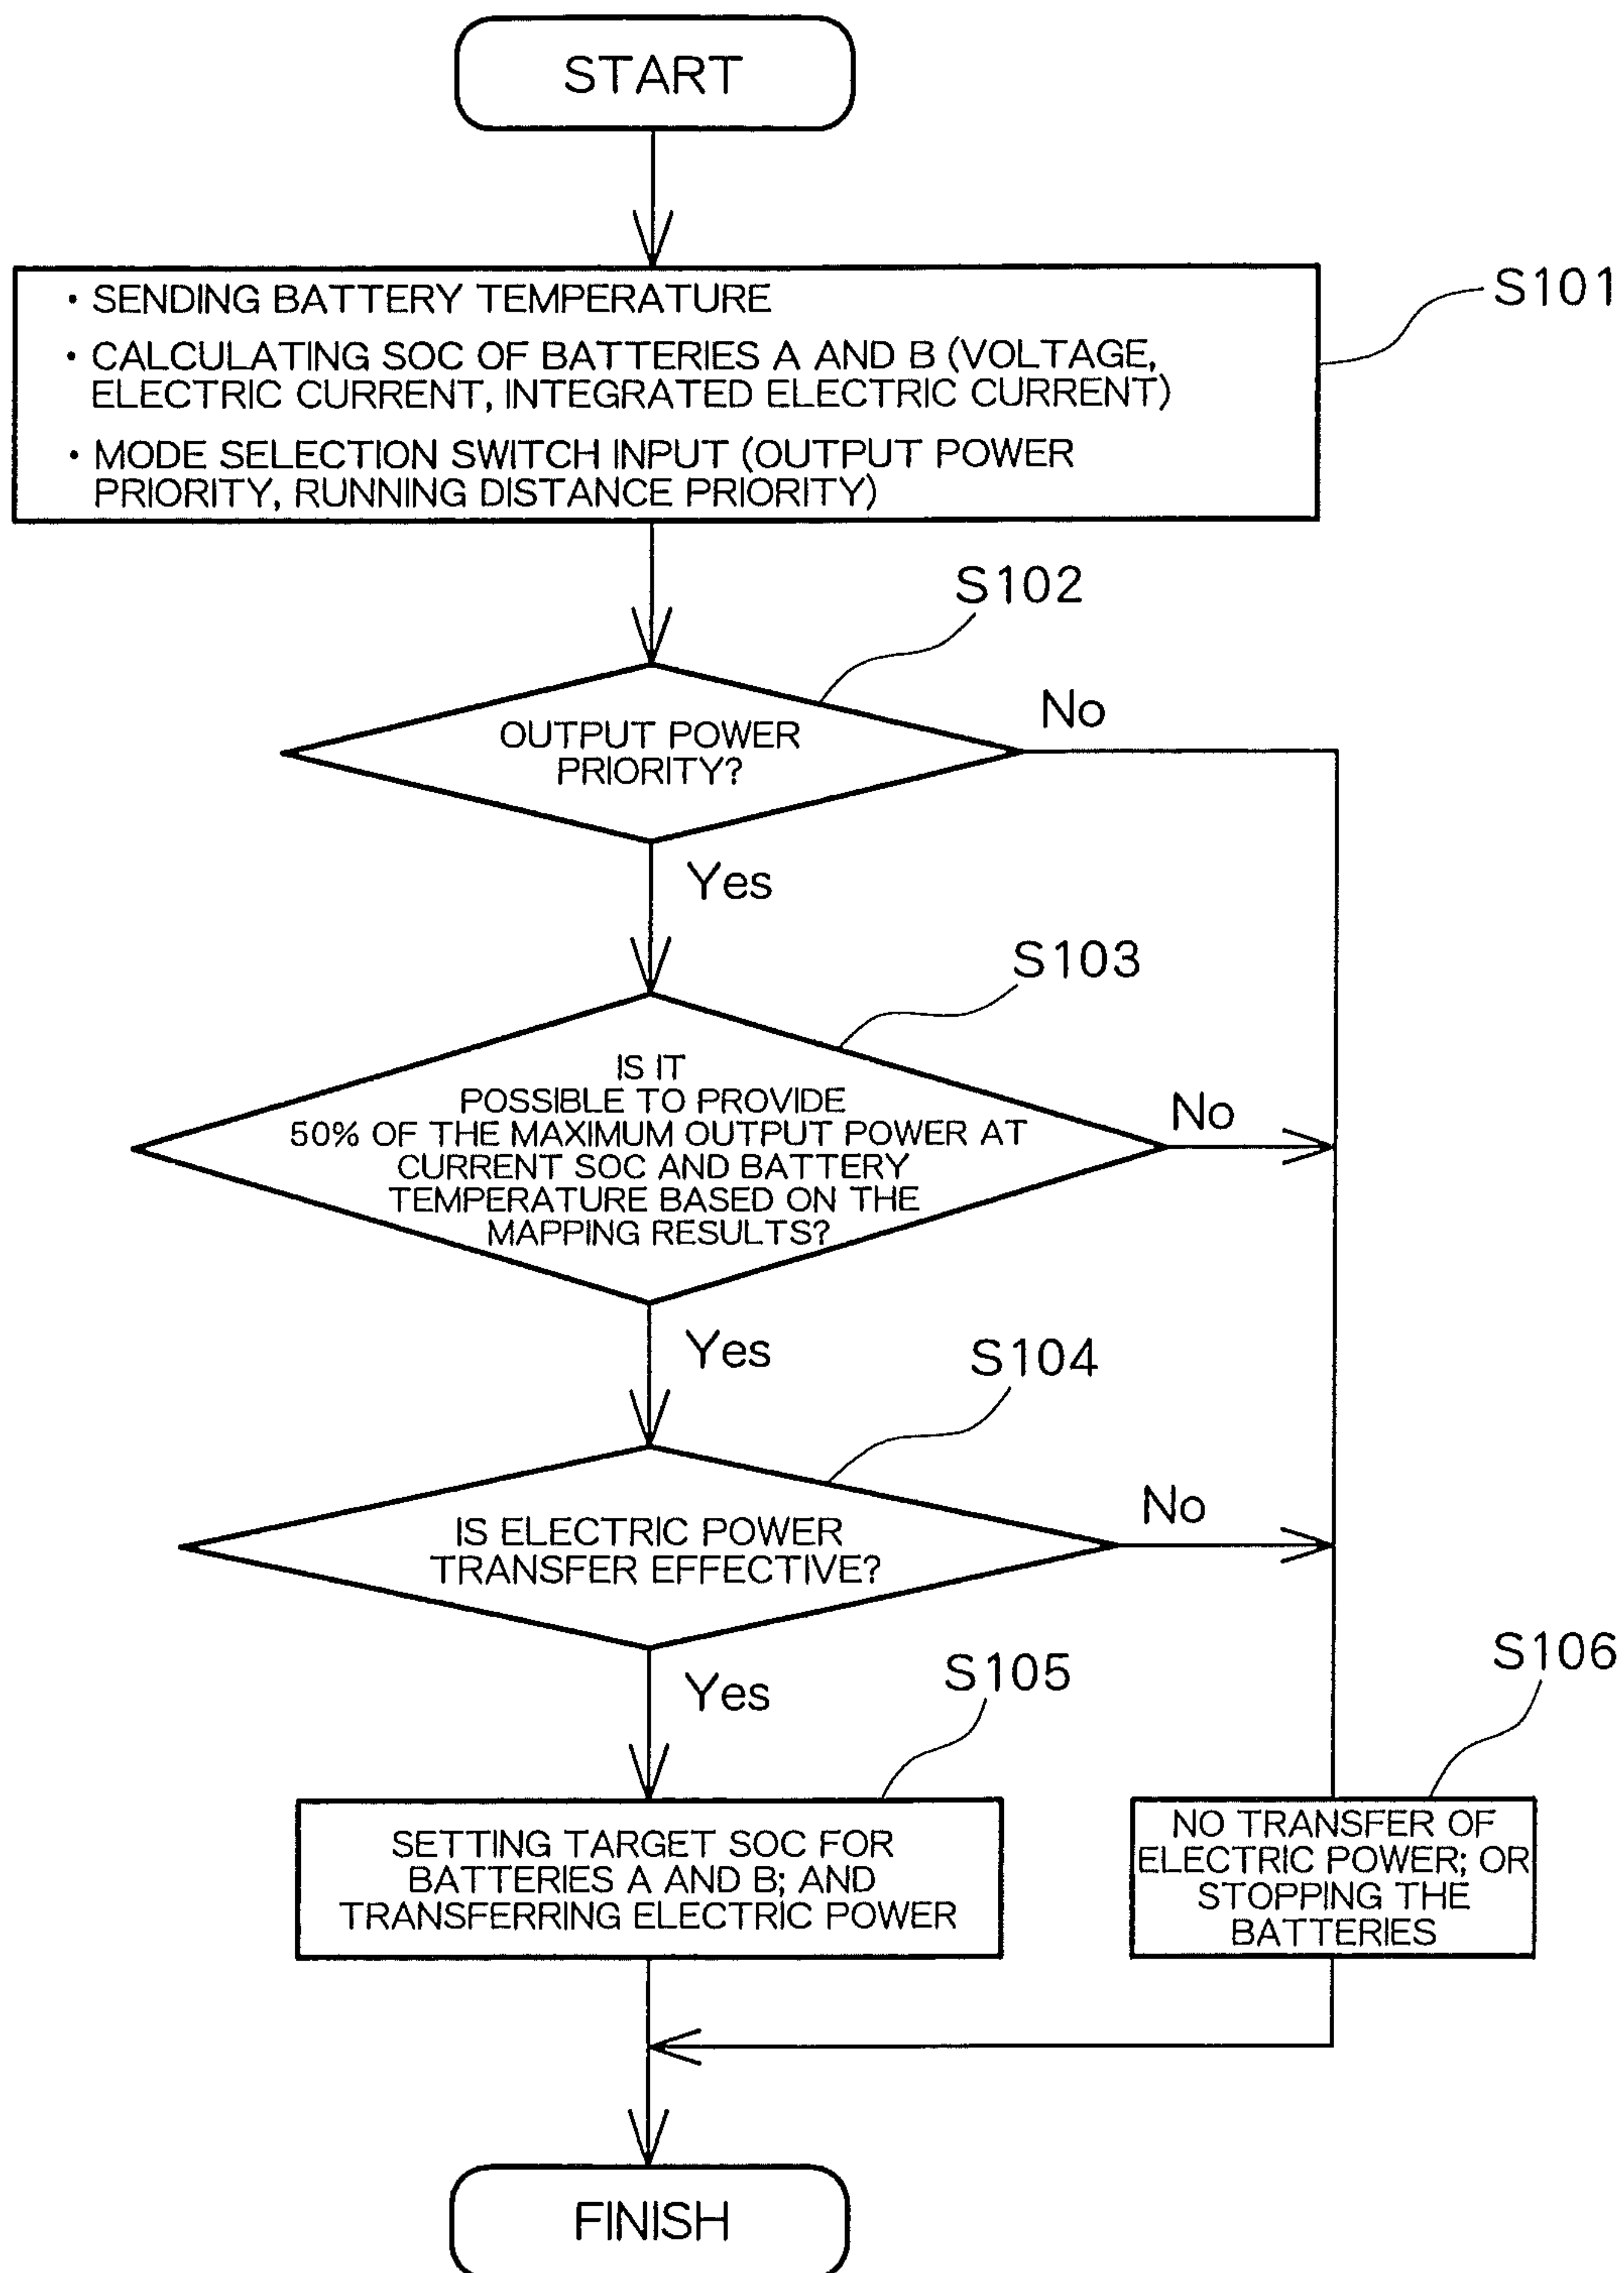 START
S101
· SENDING BATTERY TEMPERATURE
· CALCULATING SOC OF BATTERIES A AND B (VOLTAGE,
ELECTRIC CURRENT, INTEGRATED ELECTRIC CURRENT)
· MODE SELECTION SWITCH INPUT (OUTPUT POWER
PRIORITY, RUNNING DISTANCE PRIORITY)
S102
OUTPUT POWER
PRIORITY?
No
Yes
S103
IS IT
POSSIBLE TO PROVIDE
50% OF THE MAXIMUM OUTPUT POWER AT
CURRENT SOC AND BATTERY
TEMPERATURE BASED ON THE
MAPPING RESULTS?
No
Yes
S104
IS ELECTRIC POWER
TRANSFER EFFECTIVE?
No
Yes
S105
SETTING TARGET SOC FOR
BATTERIES A AND B; AND
TRANSFERRING ELECTRIC POWER
S106
NO TRANSFER OF
ELECTRIC POWER; OR
STOPPING THE
BATTERIES
FINISH